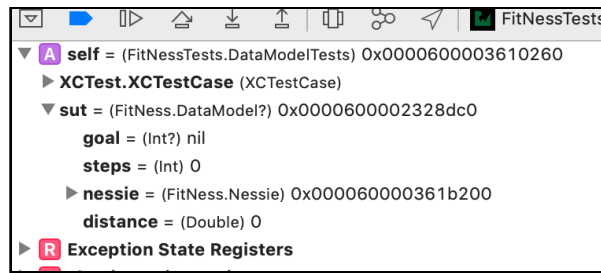 FitNessTests
A self = (FitNessTests.DataModelTests) 0x0000600003610260
XCTest.XCTestCase (XCTestCase)
sut = (FitNess.DataModel?) 0x0000600002328dc0
goal = (Int?) nil
steps = (Int) 0
nessie = (FitNess.Nessie) 0x000060000361b200
distance = (Double) 0
R Exception State Registers